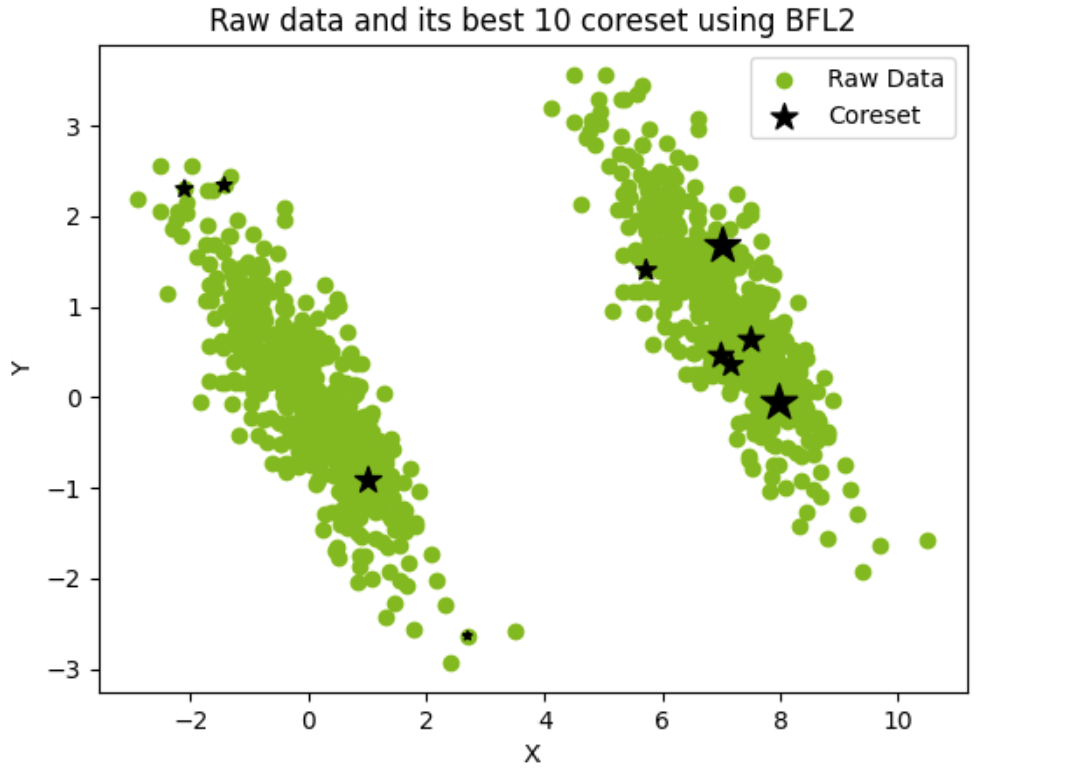 Raw data and its best 10 coreset using BFL2
Raw Data
Coreset
3
2
1
0
−1
−2
−3
Y
−2
0
2
4
6
8
10
X